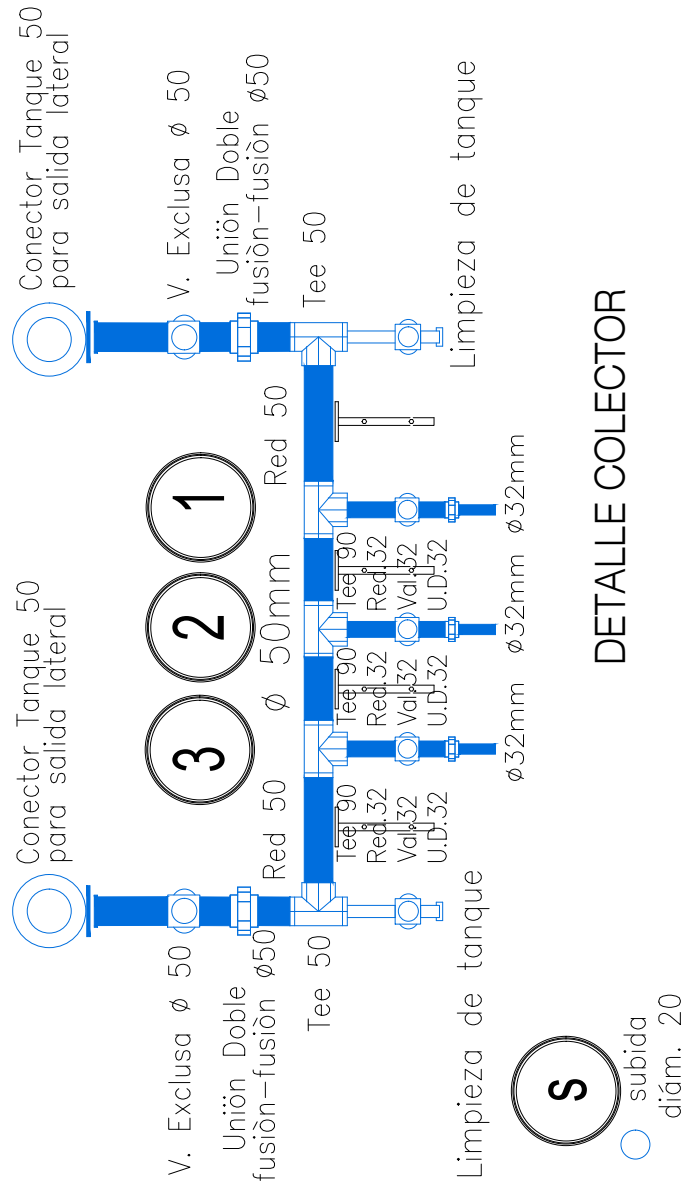 Conector Tanque 50
para salida lateral
V. Exclusa ø 50
Uniön Doble
fusiòn-fusiòn ø50
Tee 50
Limpieza de tanque
Red 50
3
2
1
ø 50mm
Red 50
Tee 90
Red.32
Val.32
U.D.32
ø32mm
Tee 90
Red.32
Val.32
U.D.32
ø32mm
Tee 90
Red.32
Val.32
U.D.32
ø32mm
Conector Tanque 50
para salida lateral
V. Exclusa ø 50
Uniön Doble
fusiòn-fusiòn ø50
Tee 50
Limpieza de tanque
S
subida
diám. 20
DETALLE COLECTOR